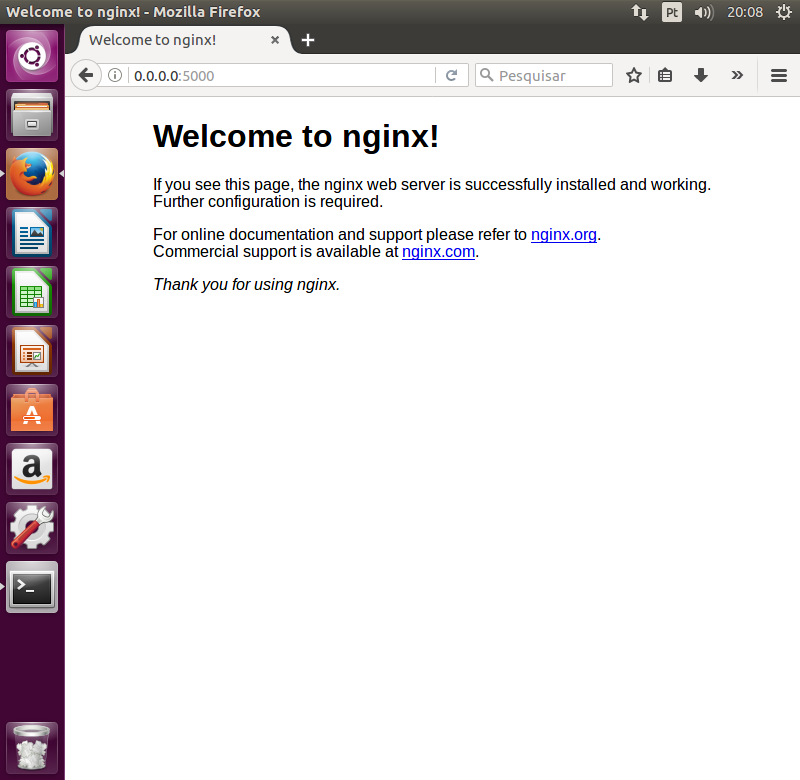 Welcome to nginx! - Mozilla Firefox
Pt
20:08
Welcome to nginx!
0.0.0.0:5000
Pesquisar
Welcome to nginx!
If you see this page, the nginx web server is successfully installed and working.
Further configuration is required.
For online documentation and support please refer to nginx.org.
Commercial support is available at nginx.com.
Thank you for using nginx.